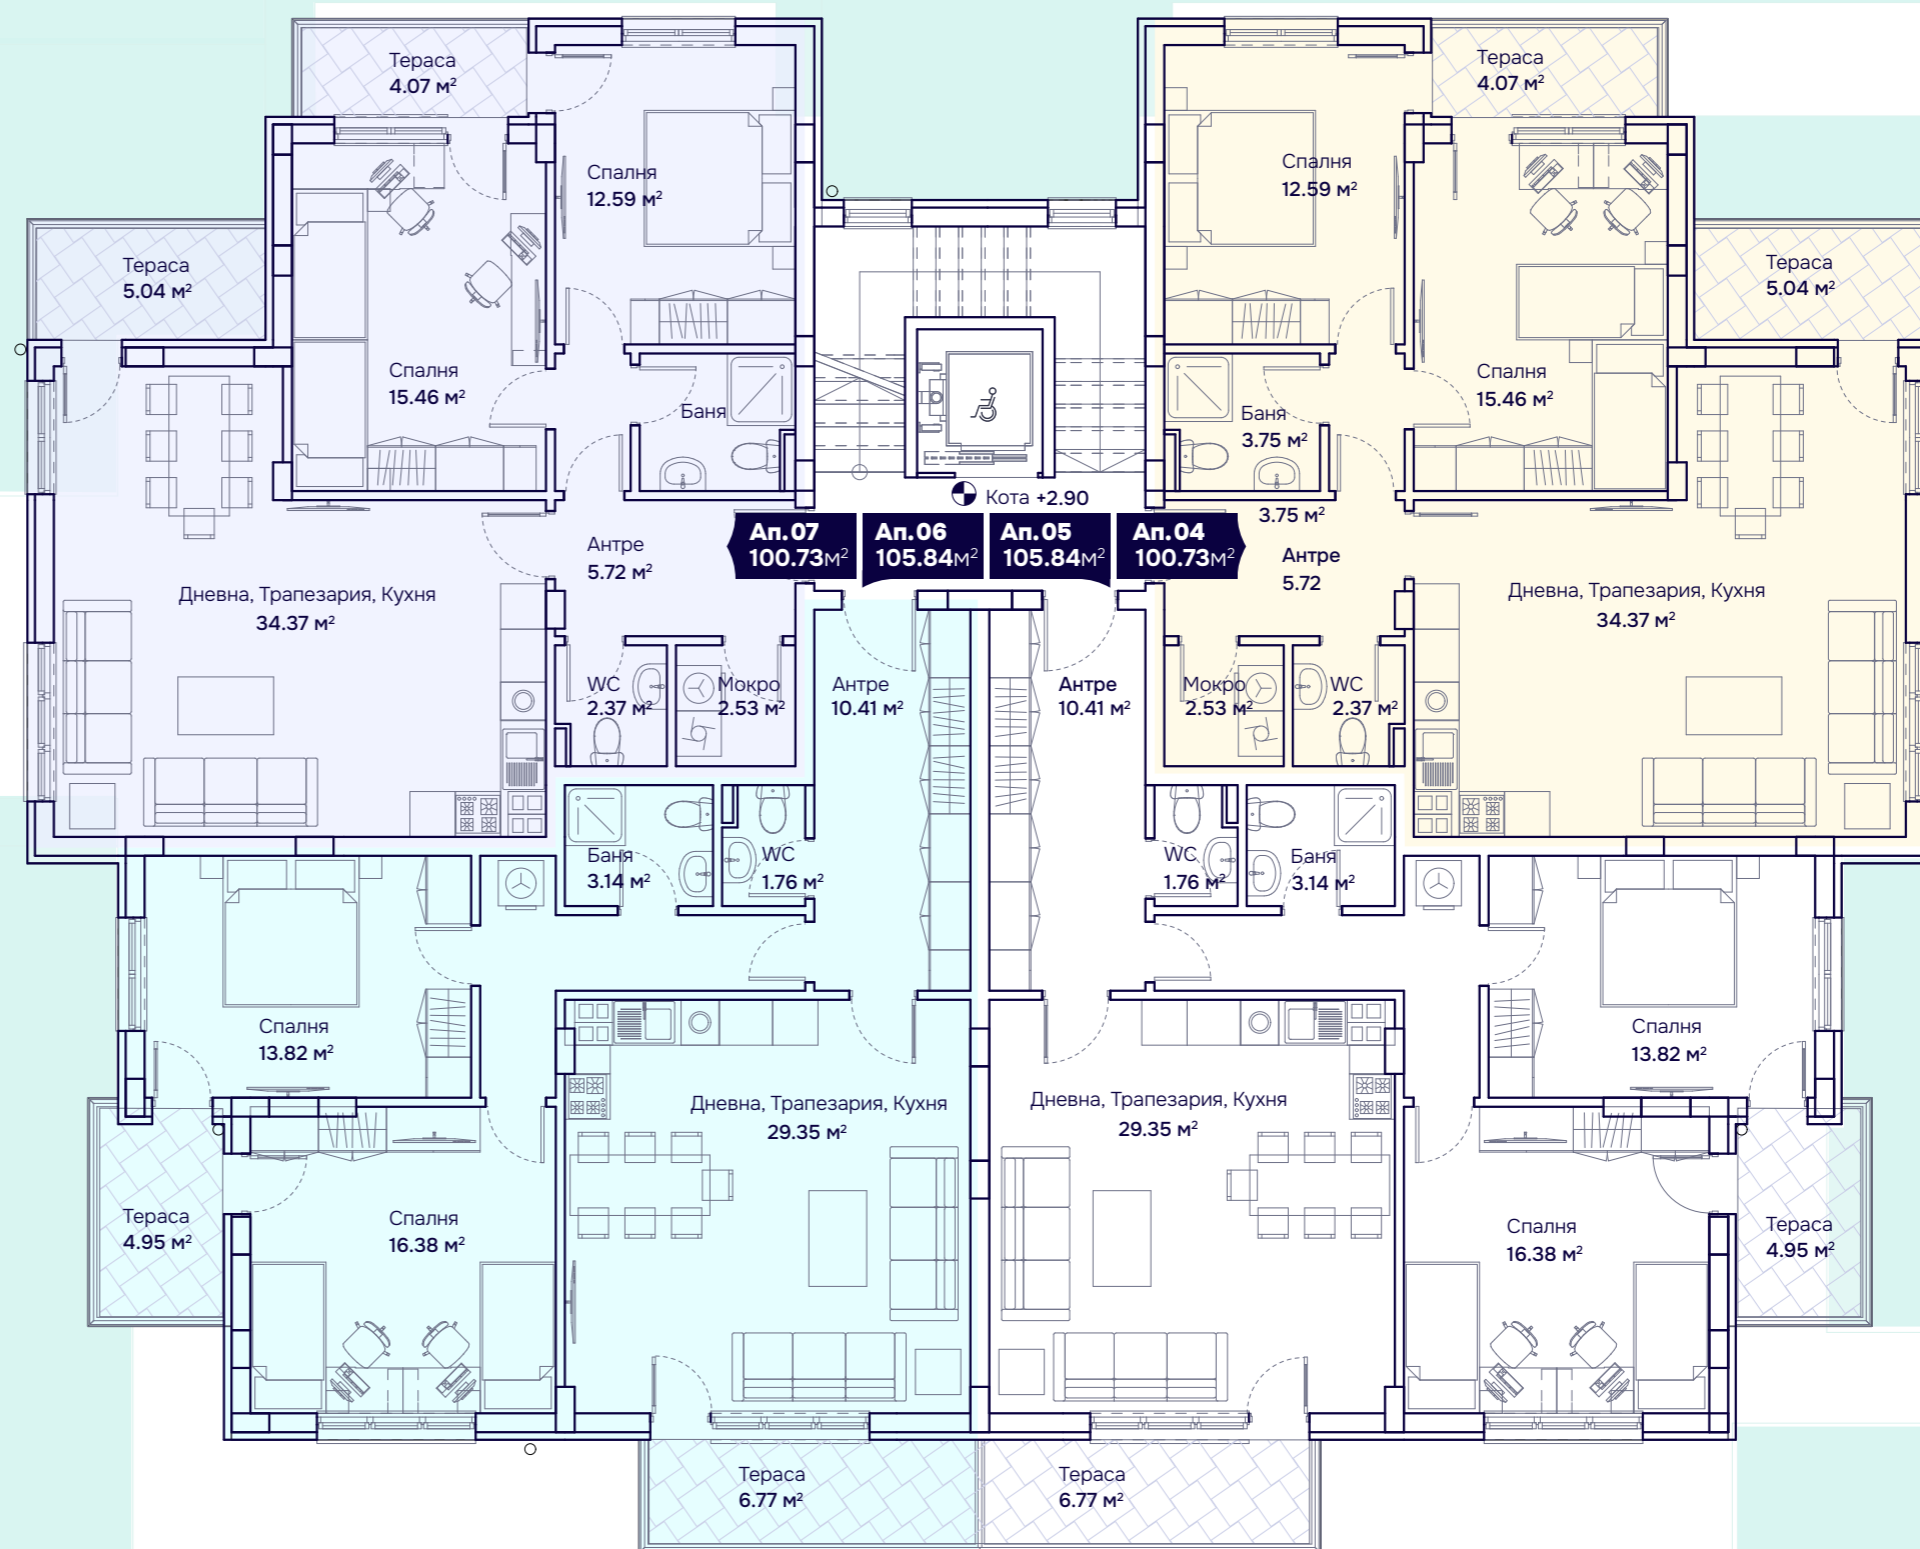 Тераса
4.07 м²
Тераса
4.07 м²
Спалня
12.59 м²
Спалня
12.59 м²
Тераса
5.04 м²
Тераса
5.04 м²
Спалня
15.46 м²
Спалня
15.46 м²
Баня
Баня
3.75 м²
Кота +2.90
3.75 м²
Ап.07
100.73м²
Ап.06
105.84м²
Ап.05
105.84м²
Ап.04
100.73м²
Антре
5.72 м²
Антре
5.72
Дневна, Трапезария, Кухня
34.37 м²
Дневна, Трапезария, Кухня
34.37 м²
WC
2.37 м²
Мокро
2.53 м²
Антре
10.41 м²
Антре
10.41 м²
Мокро
2.53 м²
WC
2.37 м²
Баня
3.14 м²
WC
1.76 м²
WC
1.76 м²
Баня
3.14 м²
Спалня
13.82 м²
Спалня
13.82 м²
Дневна, Трапезария, Кухня
29.35 м²
Дневна, Трапезария, Кухня
29.35 м²
Тераса
4.95 м²
Спалня
16.38 м²
Спалня
16.38 м²
Тераса
4.95 м²
Тераса
6.77 м²
Тераса
6.77 м²